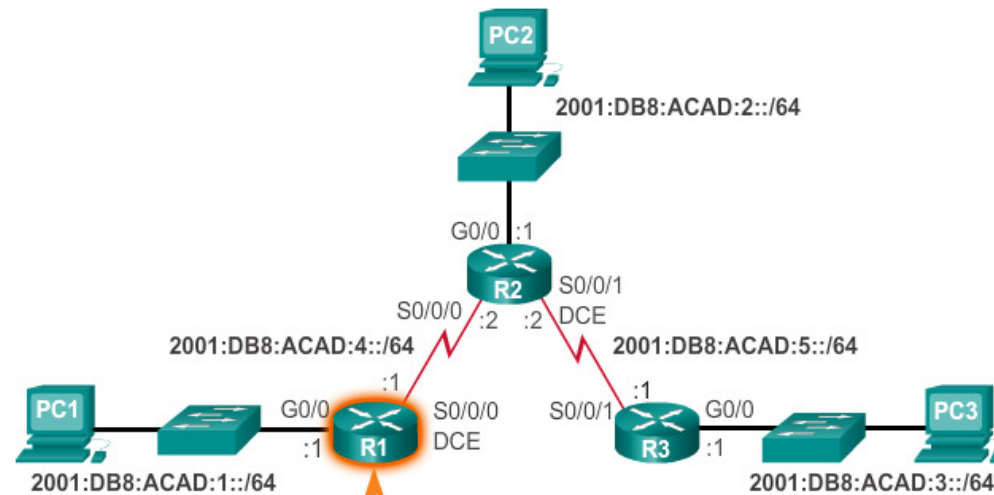 PC2
2001:DB8:ACAD:2::/64
G0/0 :1
R2
S0/0/0
S0/0/1
:2
:2
DCE
2001:DB8:ACAD:4::/64
2001:DB8:ACAD:5::/64
:1
:1
PC1
G0/0
S0/0/0
S0/0/1
G0/0
PC3
:1
R1
DCE
R3
:1
2001:DB8:ACAD:1::/64
2001:DB8:ACAD:3::/64